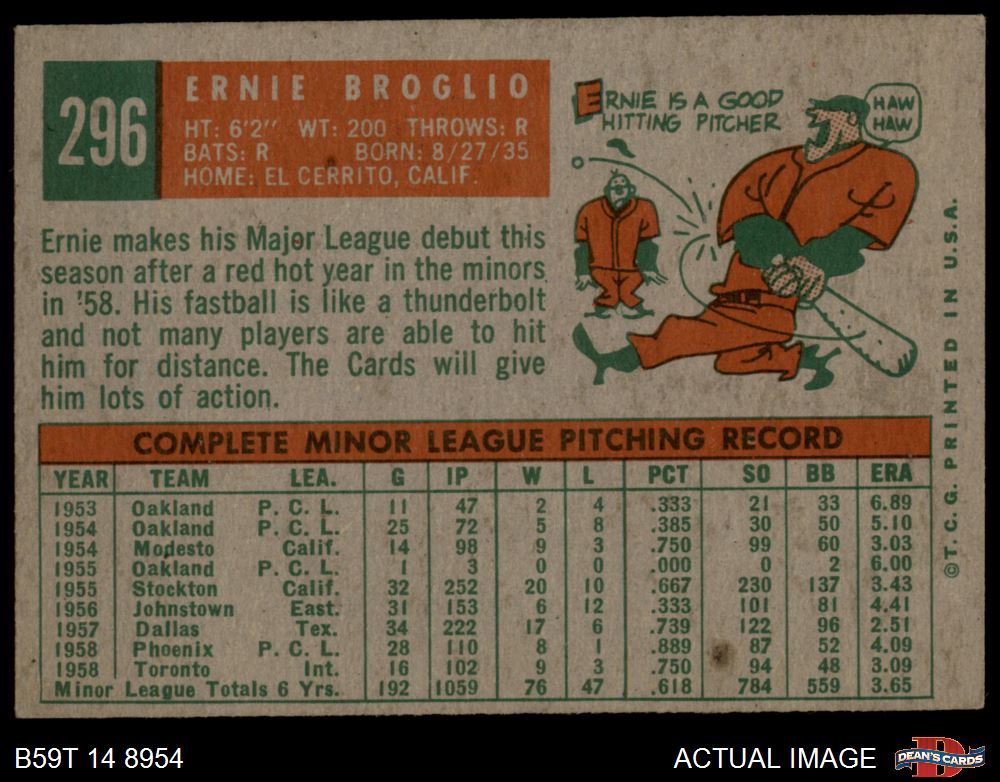 296
ERNIE BROGLIO
HT: 6'2" WT: 200 THROWS: R
BATS: R BORN: 8/27/35
HOME: EL CERRITO, CALIF.
ERNIE IS A GOOD
HITTING PITCHER
HAW
HAW
Ernie makes his Major League debut this
season after a red hot year in the minors
in '58. His fastball is like a thunderbolt
and not many players are able to hit
him for distance. The Cards will give
him lots of action.
COMPLETE MINOR LEAGUE PITCHING RECORD
YEAR TEAM LEA. G IP W L PCT SO BB ERA
1953 Oakland P. C. L. 11 47 2 4 .333 21 33 6.89
1954 Oakland P. C. L. 25 72 5 8 .385 30 50 5.10
1954 Modesto Calif. 14 98 9 3 .750 99 60 3.03
1955 Oakland P. C. L. 1 3 0 0 .000 0 2 6.00
1955 Stockton Calif. 32 252 20 10 .667 230 137 3.43
1956 Johnstown East. 31 153 6 12 .333 101 81 4.41
1957 Dallas Tex. 34 222 17 6 .739 122 96 2.51
1958 Phoenix P. C. L. 28 110 8 1 .889 87 52 4.09
1958 Toronto Int. 16 102 9 3 .750 94 48 3.09
Minor League Totals 6 Yrs. 192 1059 76 47 .618 784 559 3.65
©T. C. G. PRINTED IN U.S.A.
B59T 14 8954
ACTUAL IMAGE
D
DEAN'S CARDS